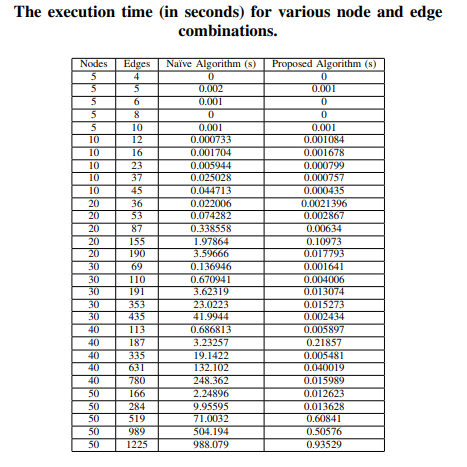 The execution time (in seconds) for various node and edge
combinations.
Nodes Edges Naïve Algorithm (s) Proposed Algorithm (s)
5 4 0 0
5 5 0.002 0.001
5 6 0.001 0
5 8 0 0
5 10 0.001 0.001
10 12 0.000733 0.001084
10 16 0.001704 0.001678
10 23 0.005944 0.000799
10 37 0.025028 0.000757
10 45 0.044713 0.000435
20 36 0.022006 0.0021396
20 53 0.074282 0.002867
20 87 0.338558 0.00634
20 155 1.97864 0.10973
20 190 3.59666 0.017793
30 69 0.136946 0.001641
30 110 0.670941 0.004006
30 191 3.62319 0.013074
30 353 23.0223 0.015273
30 435 41.9944 0.002434
40 113 0.686813 0.005897
40 187 3.23257 0.21857
40 335 19.1422 0.005481
40 631 132.102 0.040019
40 780 248.362 0.015989
50 166 2.24896 0.012623
50 284 9.95595 0.013628
50 519 71.0032 0.60841
50 989 504.194 0.50576
50 1225 988.079 0.93529